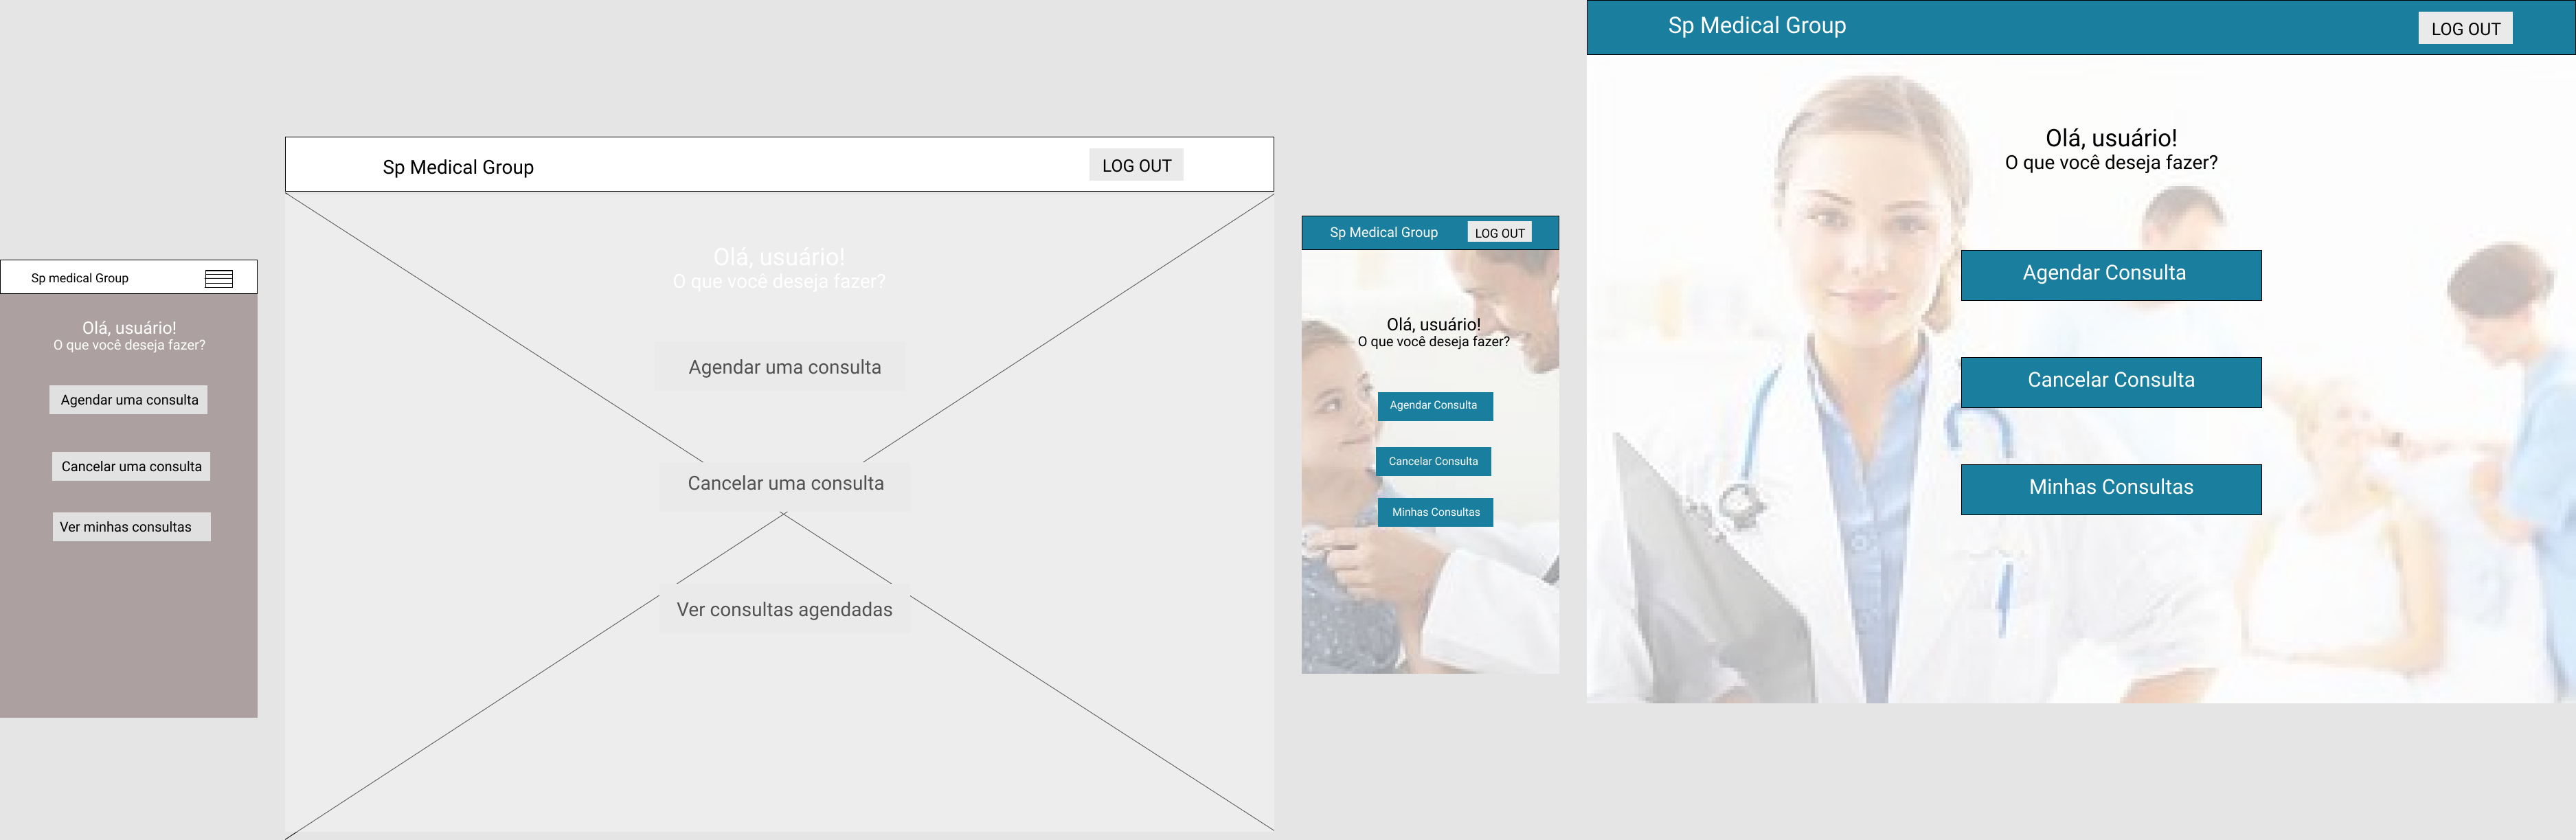 Sp medical Group
Olá, usuário!
O que você deseja fazer?
Agendar uma consulta
Cancelar uma consulta
Ver minhas consultas
Sp Medical Group
LOG OUT
Olá, usuário!
O que você deseja fazer?
Agendar uma consulta
Cancelar uma consulta
Ver consultas agendadas
Sp Medical Group
LOG OUT
Olá, usuário!
O que você deseja fazer?
Agendar Consulta
Cancelar Consulta
Minhas Consultas
Sp Medical Group
LOG OUT
Olá, usuário!
O que você deseja fazer?
Agendar Consulta
Cancelar Consulta
Minhas Consultas